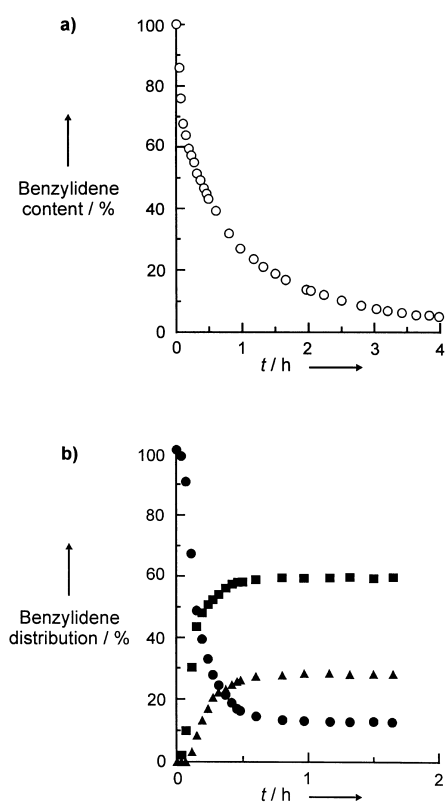 a)
100
80
60
40
20
0
Benzylidene
content / %
0 1 2 3 4
t / h
b)
100
80
60
40
20
0
Benzylidene
distribution / %
0 1 2
t / h